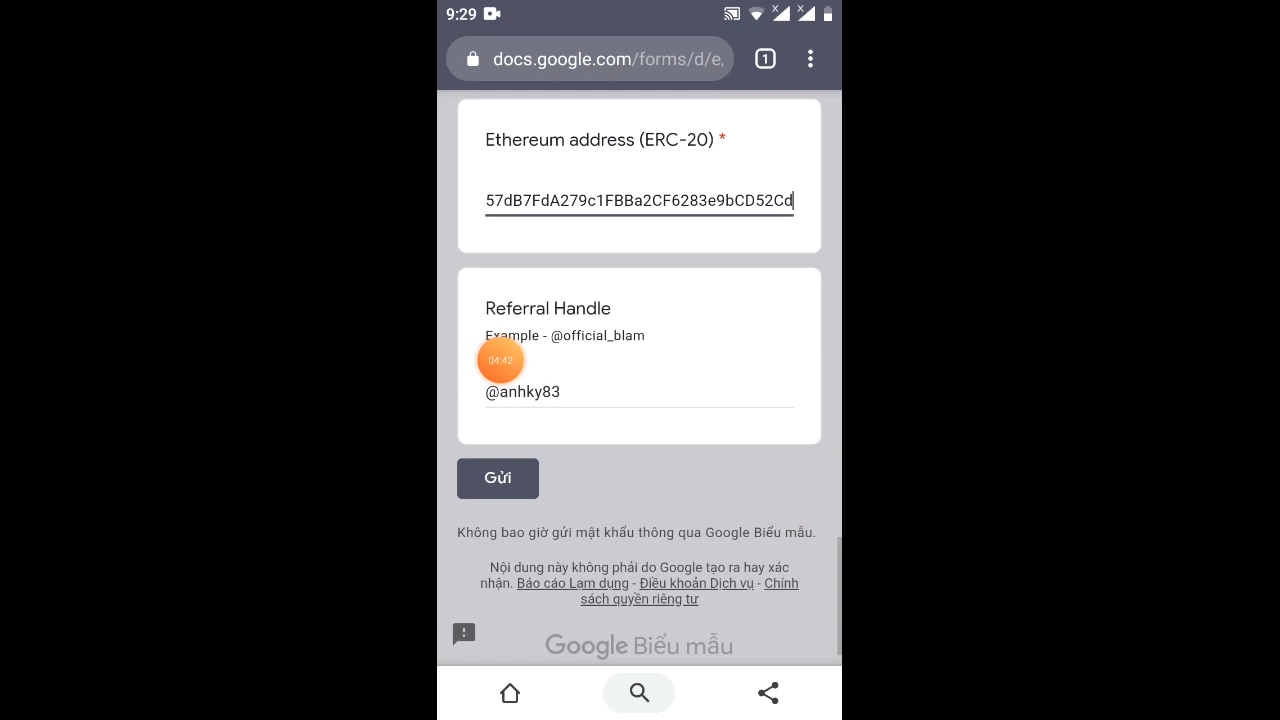 9:29
docs.google.com/forms/d/e,
1
Ethereum address (ERC-20) *
57dB7FdA279c1FBBa2CF6283e9bCD52Cd
Referral Handle
Example - @official_blam
04:42
@anhky83
Gửi
Không bao giờ gửi mật khẩu thông qua Google Biểu mẫu.
Nội dung này không phải do Google tạo ra hay xác
nhận. Báo cáo Lạm dụng - Điều khoản Dịch vụ - Chính
sách quyền riêng tư
Google Biểu mẫu